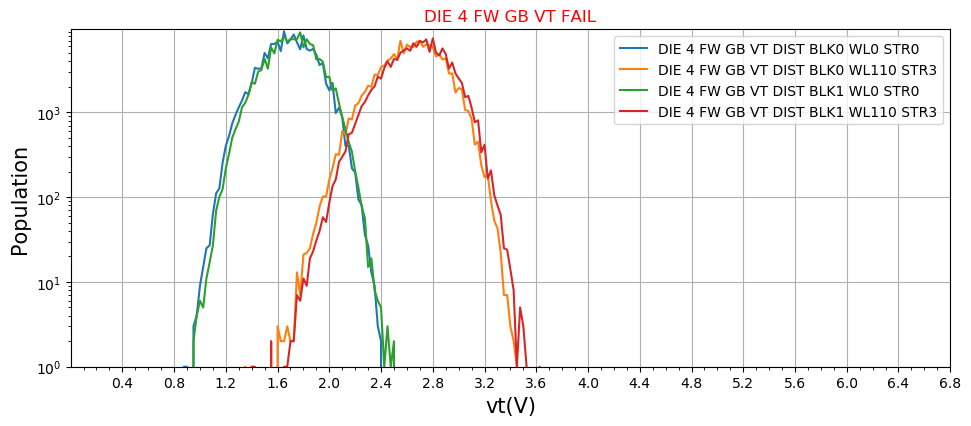 DIE 4 FW GB VT FAIL
DIE 4 FW GB VT DIST BLK0 WL0 STR0
DIE 4 FW GB VT DIST BLK0 WL110 STR3
DIE 4 FW GB VT DIST BLK1 WL0 STR0
DIE 4 FW GB VT DIST BLK1 WL110 STR3
Population
10³
10²
10¹
10⁰
0.4 0.8 1.2 1.6 2.0 2.4 2.8 3.2 3.6 4.0 4.4 4.8 5.2 5.6 6.0 6.4 6.8
vt(V)